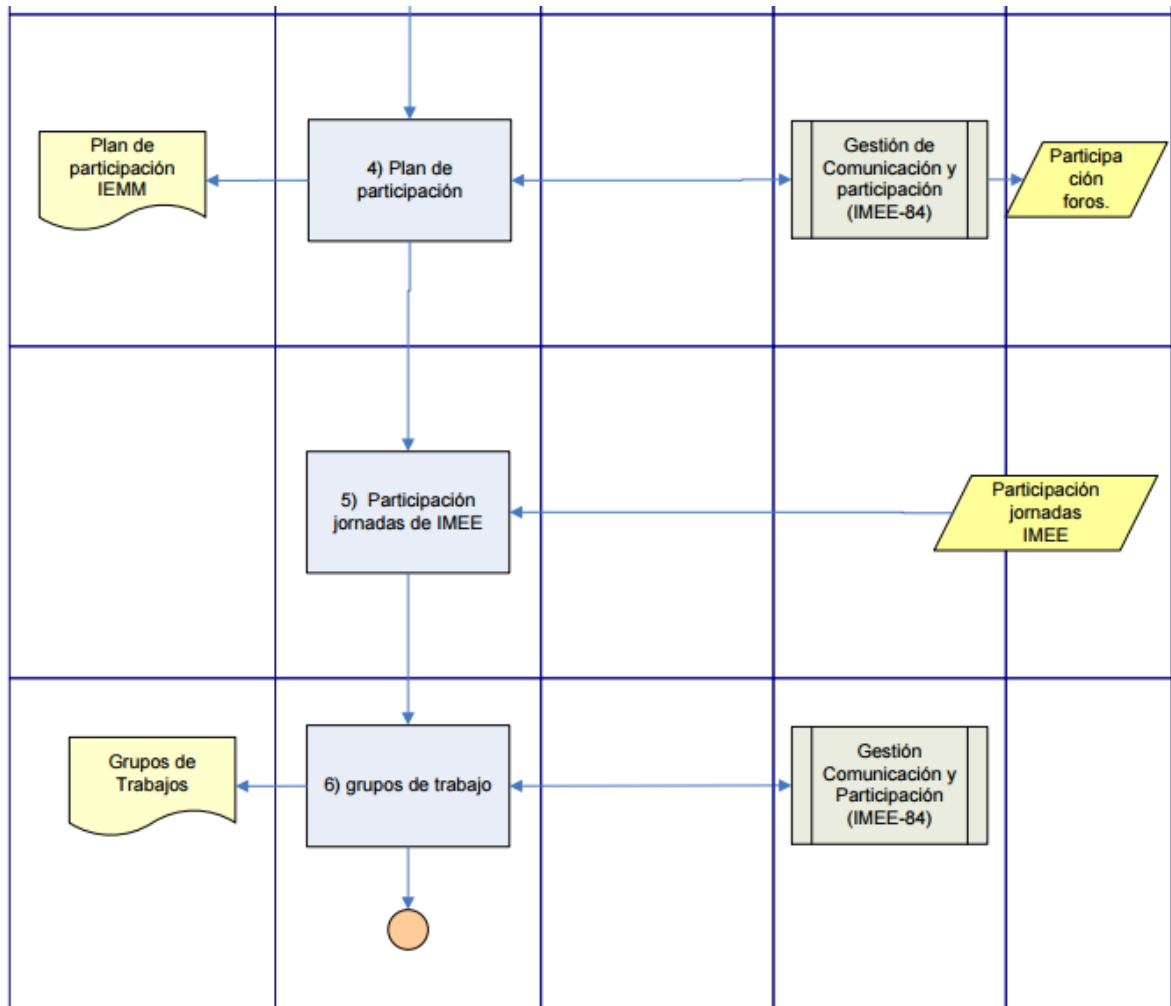 Plan de
participación
IEMM
4) Plan de
participación
Gestión de
Comunicación y
participación
(IMEE-84)
Participa
ción
foros.
5) Participación
jornadas de IMEE
Participación
jornadas
IMEE
Grupos de
Trabajos
6) grupos de trabajo
Gestión
Comunicación y
Participación
(IMEE-84)